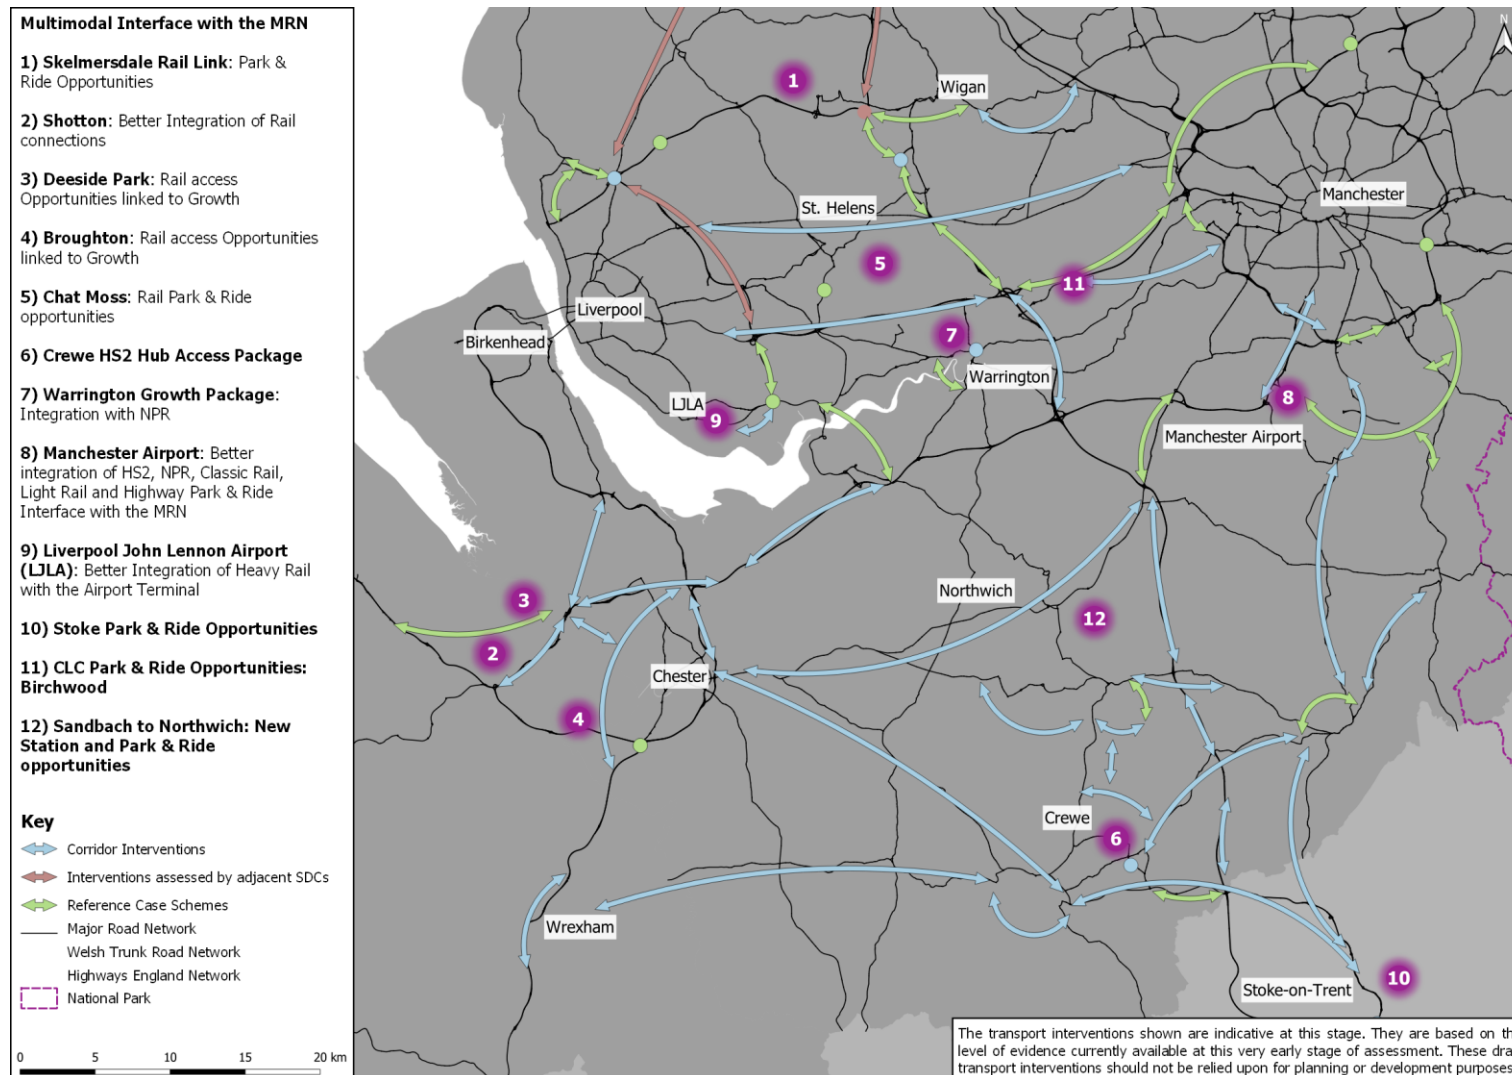 Multimodal Interface with the MRN
1) Skelmersdale Rail Link: Park &
Ride Opportunities
2) Shotton: Better Integration of Rail
connections
3) Deeside Park: Rail access
Opportunities linked to Growth
4) Broughton: Rail access Opportunities
linked to Growth
5) Chat Moss: Rail Park & Ride
opportunities
6) Crewe HS2 Hub Access Package
7) Warrington Growth Package:
Integration with NPR
8) Manchester Airport: Better
integration of HS2, NPR, Classic Rail,
Light Rail and Highway Park & Ride
Interface with the MRN
9) Liverpool John Lennon Airport
(LJLA): Better Integration of Heavy Rail
with the Airport Terminal
10) Stoke Park & Ride Opportunities
11) CLC Park & Ride Opportunities:
Birchwood
12) Sandbach to Northwich: New
Station and Park & Ride
opportunities
Key
Corridor Interventions
Interventions assessed by adjacent SDCs
Reference Case Schemes
Major Road Network
Welsh Trunk Road Network
Highways England Network
National Park
0 5 10 15 20 km
N
1
Wigan
Manchester
St. Helens
5
11
Liverpool
Birkenhead
7
Warrington
LJLA
9
8
Manchester Airport
3
Northwich
12
2
Chester
4
Crewe
6
Wrexham
10
Stoke-on-Trent
The transport interventions shown are indicative at this stage. They are based on th
level of evidence currently available at this very early stage of assessment. These dra
transport interventions should not be relied upon for planning or development purpose